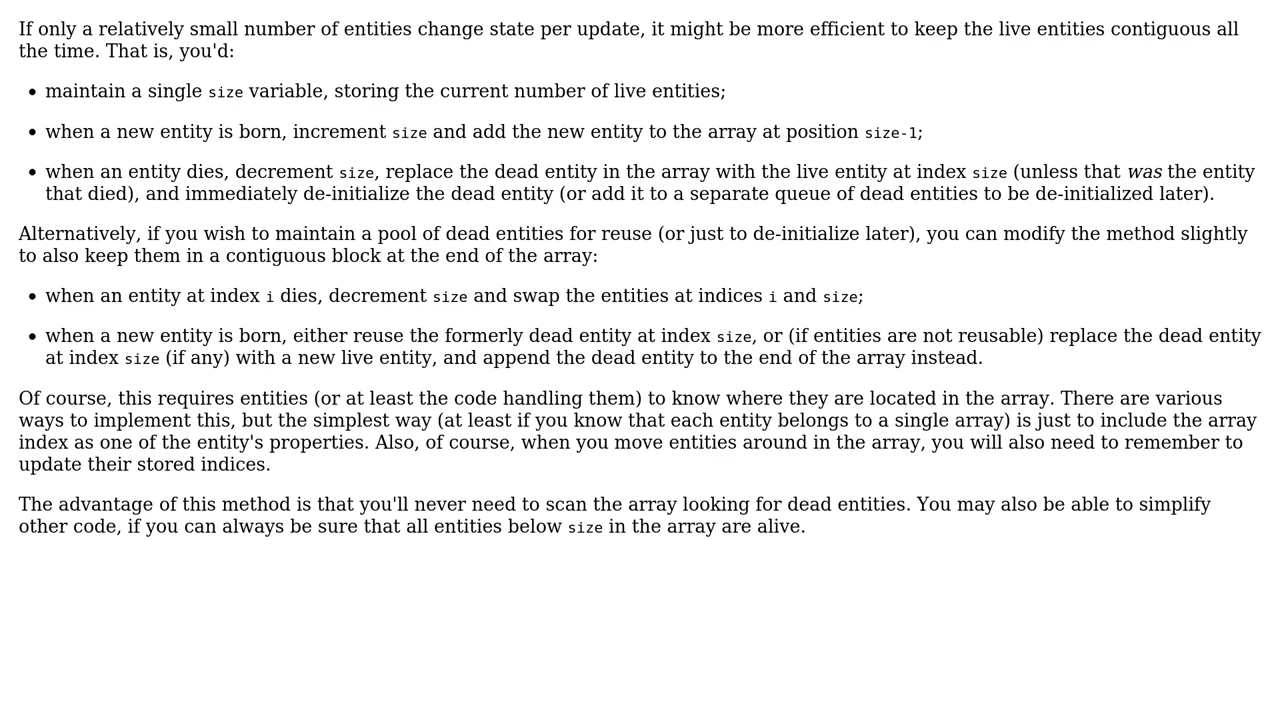 If only a relatively small number of entities change state per update, it might be more efficient to keep the live entities contiguous all
the time. That is, you'd:
• maintain a single size variable, storing the current number of live entities;
• when a new entity is born, increment size and add the new entity to the array at position size-1;
• when an entity dies, decrement size, replace the dead entity in the array with the live entity at index size (unless that was the entity
that died), and immediately de-initialize the dead entity (or add it to a separate queue of dead entities to be de-initialized later).
Alternatively, if you wish to maintain a pool of dead entities for reuse (or just to de-initialize later), you can modify the method slightly
to also keep them in a contiguous block at the end of the array:
• when an entity at index i dies, decrement size and swap the entities at indices i and size;
• when a new entity is born, either reuse the formerly dead entity at index size, or (if entities are not reusable) replace the dead entity
at index size (if any) with a new live entity, and append the dead entity to the end of the array instead.
Of course, this requires entities (or at least the code handling them) to know where they are located in the array. There are various
ways to implement this, but the simplest way (at least if you know that each entity belongs to a single array) is just to include the array
index as one of the entity's properties. Also, of course, when you move entities around in the array, you will also need to remember to
update their stored indices.
The advantage of this method is that you'll never need to scan the array looking for dead entities. You may also be able to simplify
other code, if you can always be sure that all entities below size in the array are alive.